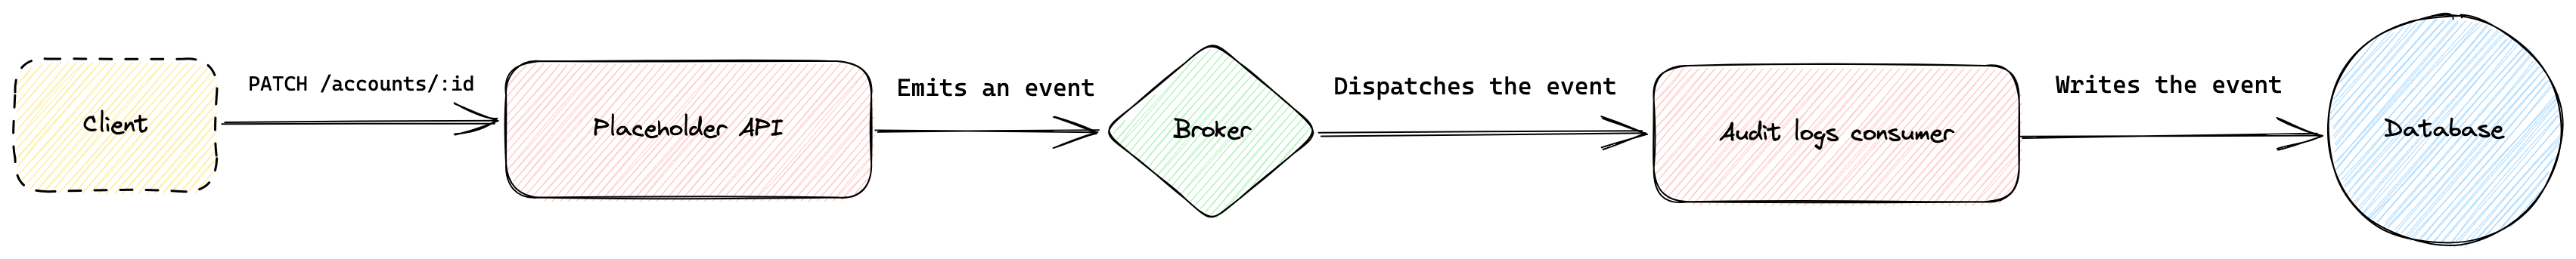 Client
PATCH /accounts/:id
Placeholder API
Emits an event
Broker
Dispatches the event
Audit logs consumer
Writes the event
Database